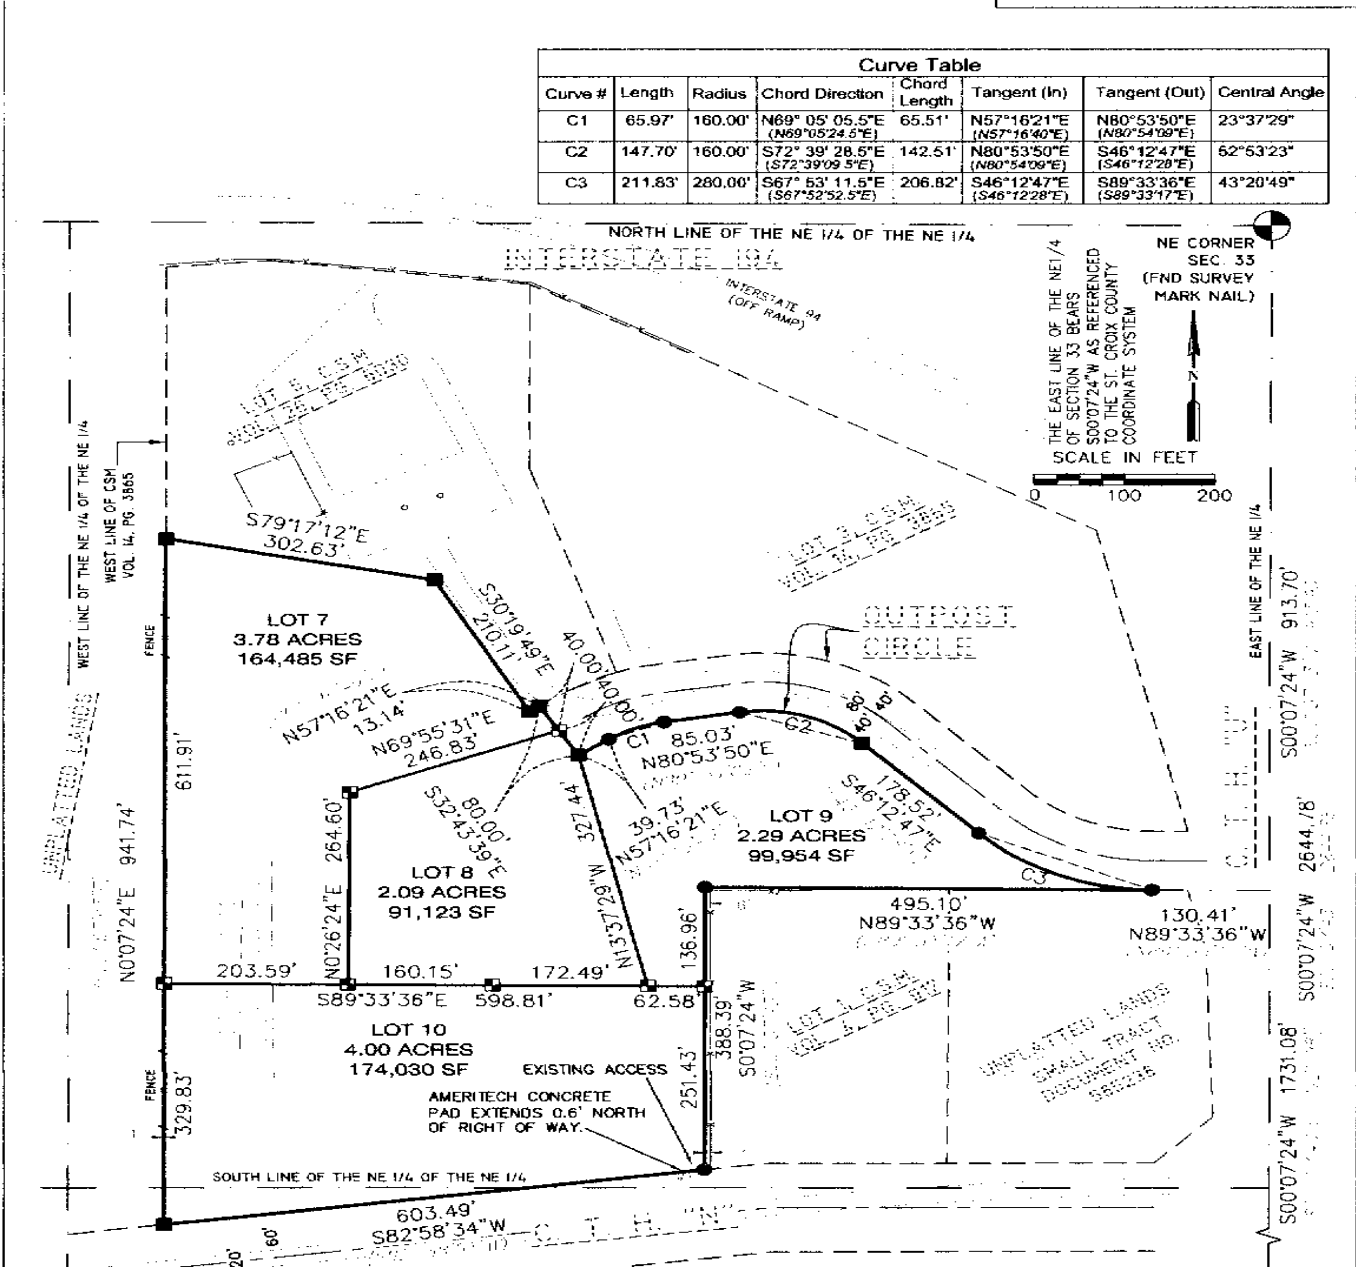 Curve Table
Curve # Length Radius Chord Direction Chord Length Tangent (In) Tangent (Out) Central Angle
C1 65.97' 160.00' N69° 05' 05.5"E 65.51' N57°16'21"E N80°53'50"E 23°37'29"
(N69°05'24.5"E) (N57°16'40"E) (N80°54'09"E)
C2 147.70' 160.00' S72° 39' 28.5"E 142.51' N80°53'50"E S46°12'47"E 52°53'23"
(S72°39'09.5"E) (N80°54'09"E) (S46°12'28"E)
C3 211.83' 280.00' S67° 53' 11.5"E 206.82' S46°12'47"E S89°33'36"E 43°20'49"
(S67°52'52.5"E) (S46°12'28"E) (S89°33'17"E)
NORTH LINE OF THE NE 1/4 OF THE NE 1/4
INTERSTATE 94
INTERSTATE 94
(OFF RAMP)
NE CORNER
SEC. 33
(FND SURVEY
MARK NAIL)
THE EAST LINE OF THE NE1/4
OF SECTION 33 BEARS
S00°07'24"W AS REFERENCED
TO THE ST. CROIX COUNTY
COORDINATE SYSTEM
N
SCALE IN FEET
0 100 200
WEST LINE OF THE NE 1/4 OF THE NE 1/4
WEST LINE OF CSM
VOL. 14, PG. 3865
LOT 3, C.S.M.
VOL. 14, PG. 3865
EAST LINE OF THE NE 1/4
S79°17'12"E
302.63'
S30°19'49"E
210.11'
40.00'
40.00'
OUTPOST
CIRCLE
LOT 7
3.78 ACRES
164,485 SF
FENCE
N57°16'21"E
13.14'
N69°55'31"E
246.83'
C1
85.03'
N80°53'50"E
C2
80'
40' 40'
178.52'
S46°12'47"E
80.00'
S32°43'39"E
39.73'
N57°16'21"E
LOT 9
2.29 ACRES
99,954 SF
C3
UNPLATTED LANDS
611.91'
N0°07'24"E 941.74'
264.60'
N0°26'24"E
LOT 8
2.09 ACRES
91,123 SF
327.44'
N13°37'29"W
136.96'
495.10'
N89°33'36"W
130.41'
N89°33'36"W
S00°07'24"W 913.70'
S00°07'24"W 2644.78'
S00°07'24"W 1731.08'
203.59' 160.15' 172.49' 62.58'
S89°33'36"E 598.81'
388.39'
S0°07'24"W
251.43'
LOT 10
4.00 ACRES
174,030 SF
FENCE
329.83'
EXISTING ACCESS
AMERITECH CONCRETE
PAD EXTENDS 0.6' NORTH
OF RIGHT OF WAY.
UNPLATTED LANDS
SMALL TRACT
DOCUMENT NO.
SOUTH LINE OF THE NE 1/4 OF THE NE 1/4
603.49'
S82°58'34"W
C. T. H. "N"
60'